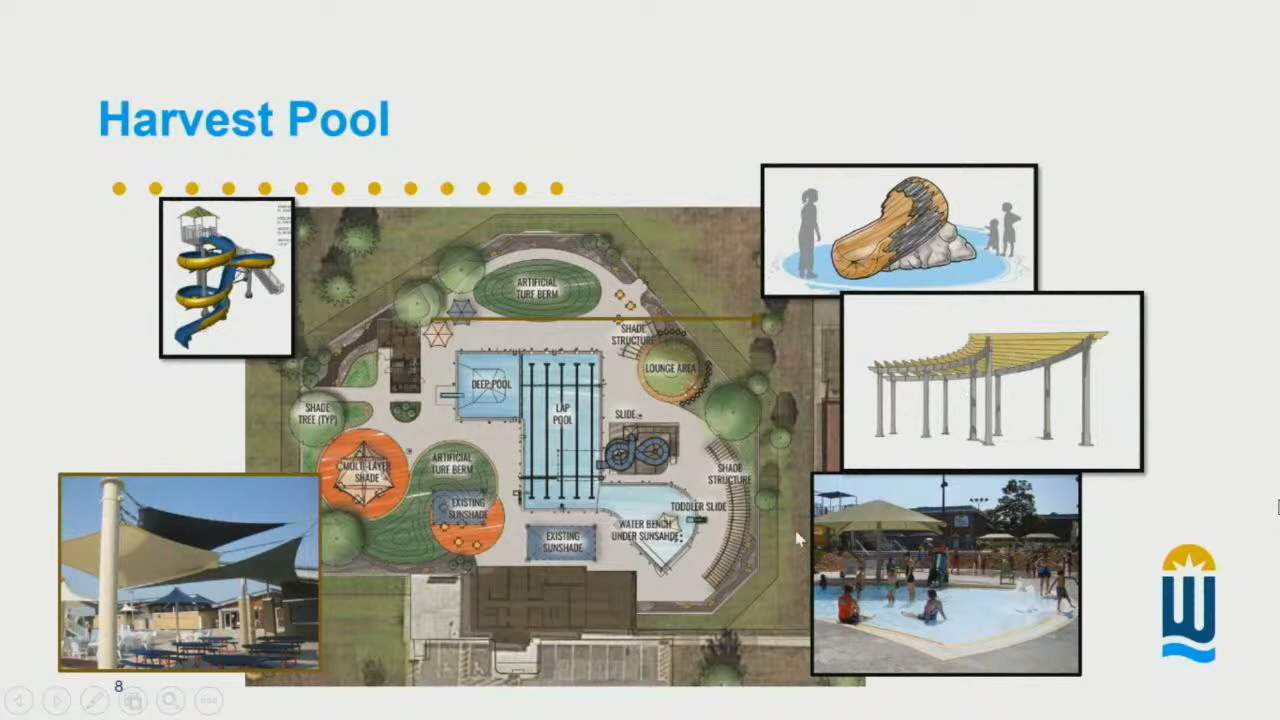 Harvest Pool
ARTIFICIAL
TURF BERM
SHADE
STRUCTURE
LOUNGE AREA
DEEP POOL
LAP
POOL
SLIDE
SHADE
TREE (TYP)
MULTI-LAYER
SHADE
ARTIFICIAL
TURF BERM
EXISTING
SUNSHADE
SHADE
STRUCTURE
TODDLER SLIDE
WATER BENCH
UNDER SUNSAHDE
EXISTING
SUNSHADE
W
8